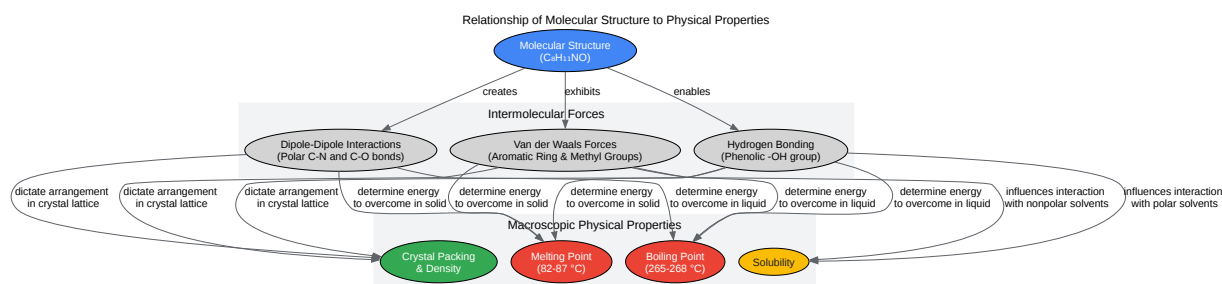 Relationship of Molecular Structure to Physical Properties
Molecular Structure
(C₈H₁₁NO)
creates
exhibits
enables
Intermolecular Forces
Dipole-Dipole Interactions
(Polar C-N and C-O bonds)
Van der Waals Forces
(Aromatic Ring & Methyl Groups)
Hydrogen Bonding
(Phenolic -OH group)
dictate arrangement
in crystal lattice
dictate arrangement
in crystal lattice
dictate arrangement
in crystal lattice
determine energy
to overcome in solid
determine energy
to overcome in solid
determine energy
to overcome in solid
determine energy
to overcome in liquid
determine energy
to overcome in liquid
determine energy
to overcome in liquid
influences interaction
with nonpolar solvents
influences interaction
with polar solvents
Macroscopic Physical Properties
Crystal Packing
& Density
Melting Point
(82-87 °C)
Boiling Point
(265-268 °C)
Solubility